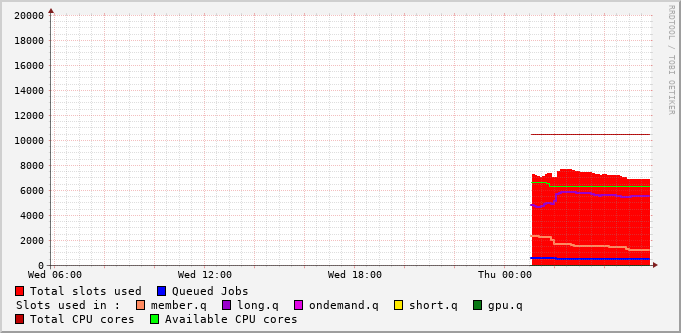 20000
18000
16000
14000
12000
10000
8000
6000
4000
2000
0
Wed 06:00 Wed 12:00 Wed 18:00 Thu 00:00
Total slots used Queued Jobs
Slots used in : member.q long.q ondemand.q short.q gpu.q
Total CPU cores Available CPU cores
RRDTOOL / TOBI OETIKER